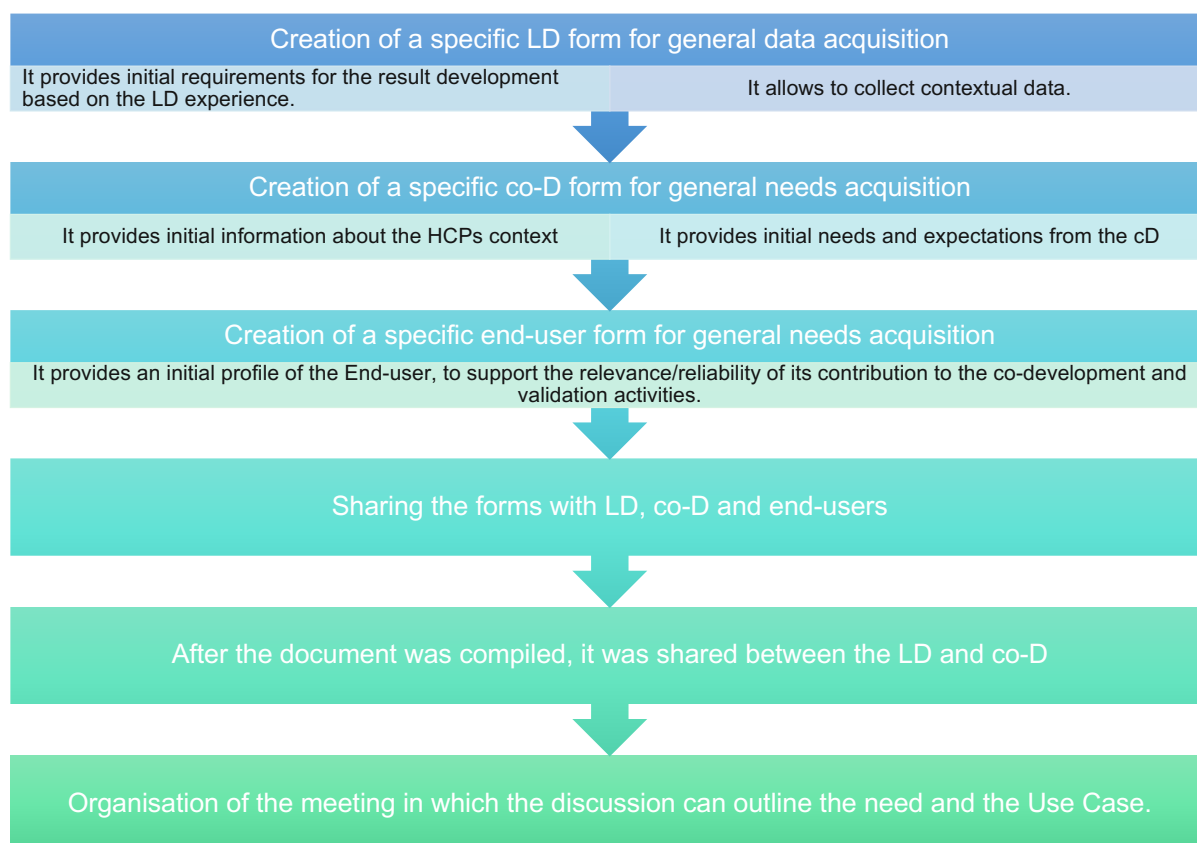 Creation of a specific LD form for general data acquisition
It provides initial requirements for the result development
based on the LD experience.
It allows to collect contextual data.
Creation of a specific co-D form for general needs acquisition
It provides initial information about the HCPs context
It provides initial needs and expectations from the cD
Creation of a specific end-user form for general needs acquisition
It provides an initial profile of the End-user, to support the relevance/reliability of its contribution to the co-development and
validation activities.
Sharing the forms with LD, co-D and end-users
After the document was compiled, it was shared between the LD and co-D
Organisation of the meeting in which the discussion can outline the need and the Use Case.